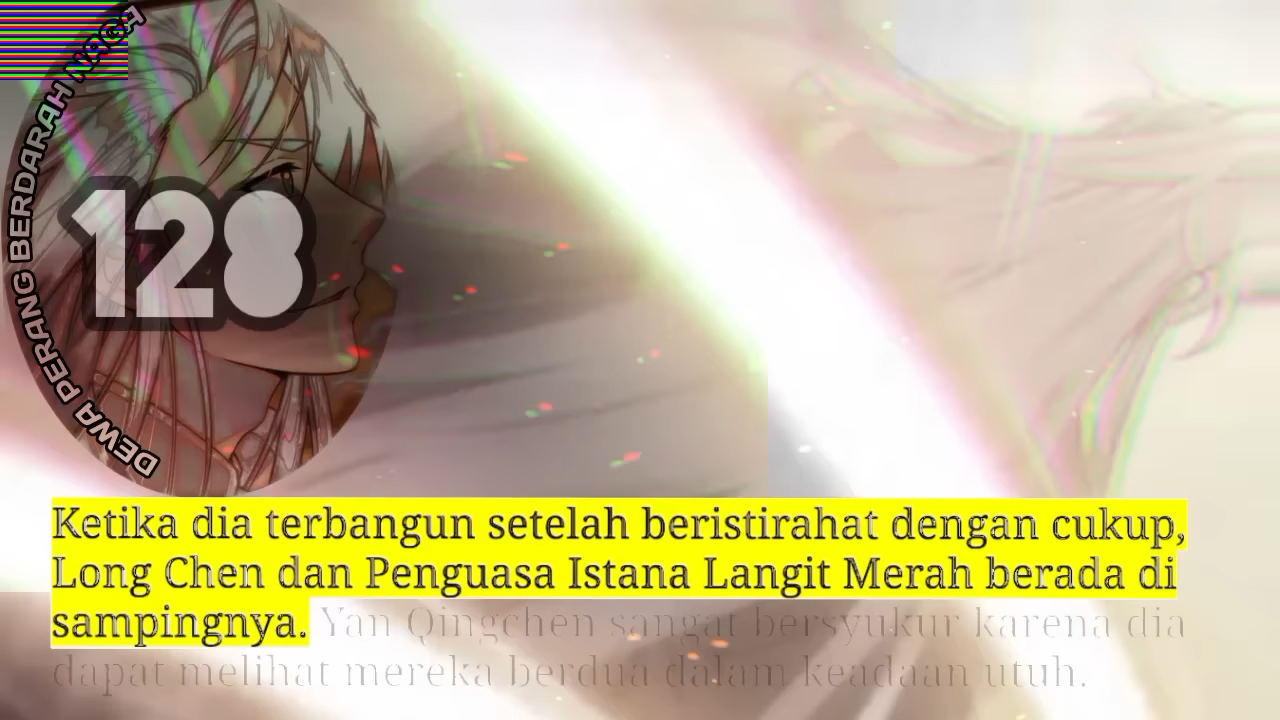 DEWA PERANG BERDARAH NAGA
128
Ketika dia terbangun setelah beristirahat dengan cukup,
Long Chen dan Penguasa Istana Langit Merah berada di
sampingnya. Yan Qingchen sangat bersyukur karena dia
dapat melihat mereka berdua dalam keadaan utuh.